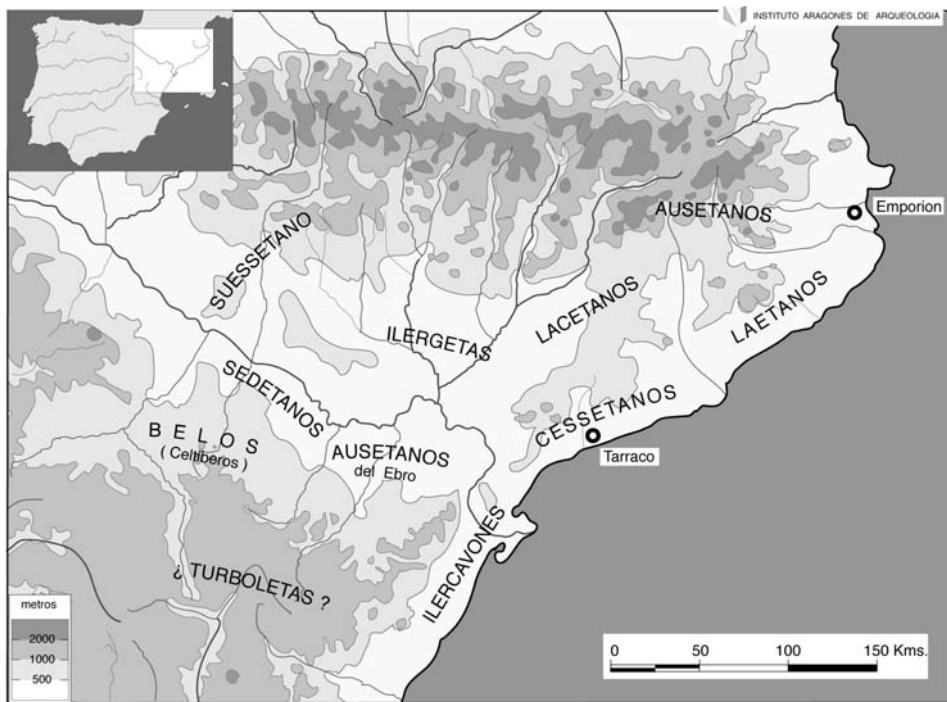 INSTITUTO ARAGONES DE ARQUEOLOGIA
AUSETANOS
Emporion
SUESSETANO
LACETANOS
LAETANOS
ILERGETAS
SEDETANOS
CESSETANOS
BELOS
( Celtiberos )
AUSETANOS
del Ebro
Tarraco
ILERCAVONES
¿ TURBOLETAS ?
metros
2000
1000
500
0 50 100 150 Kms.